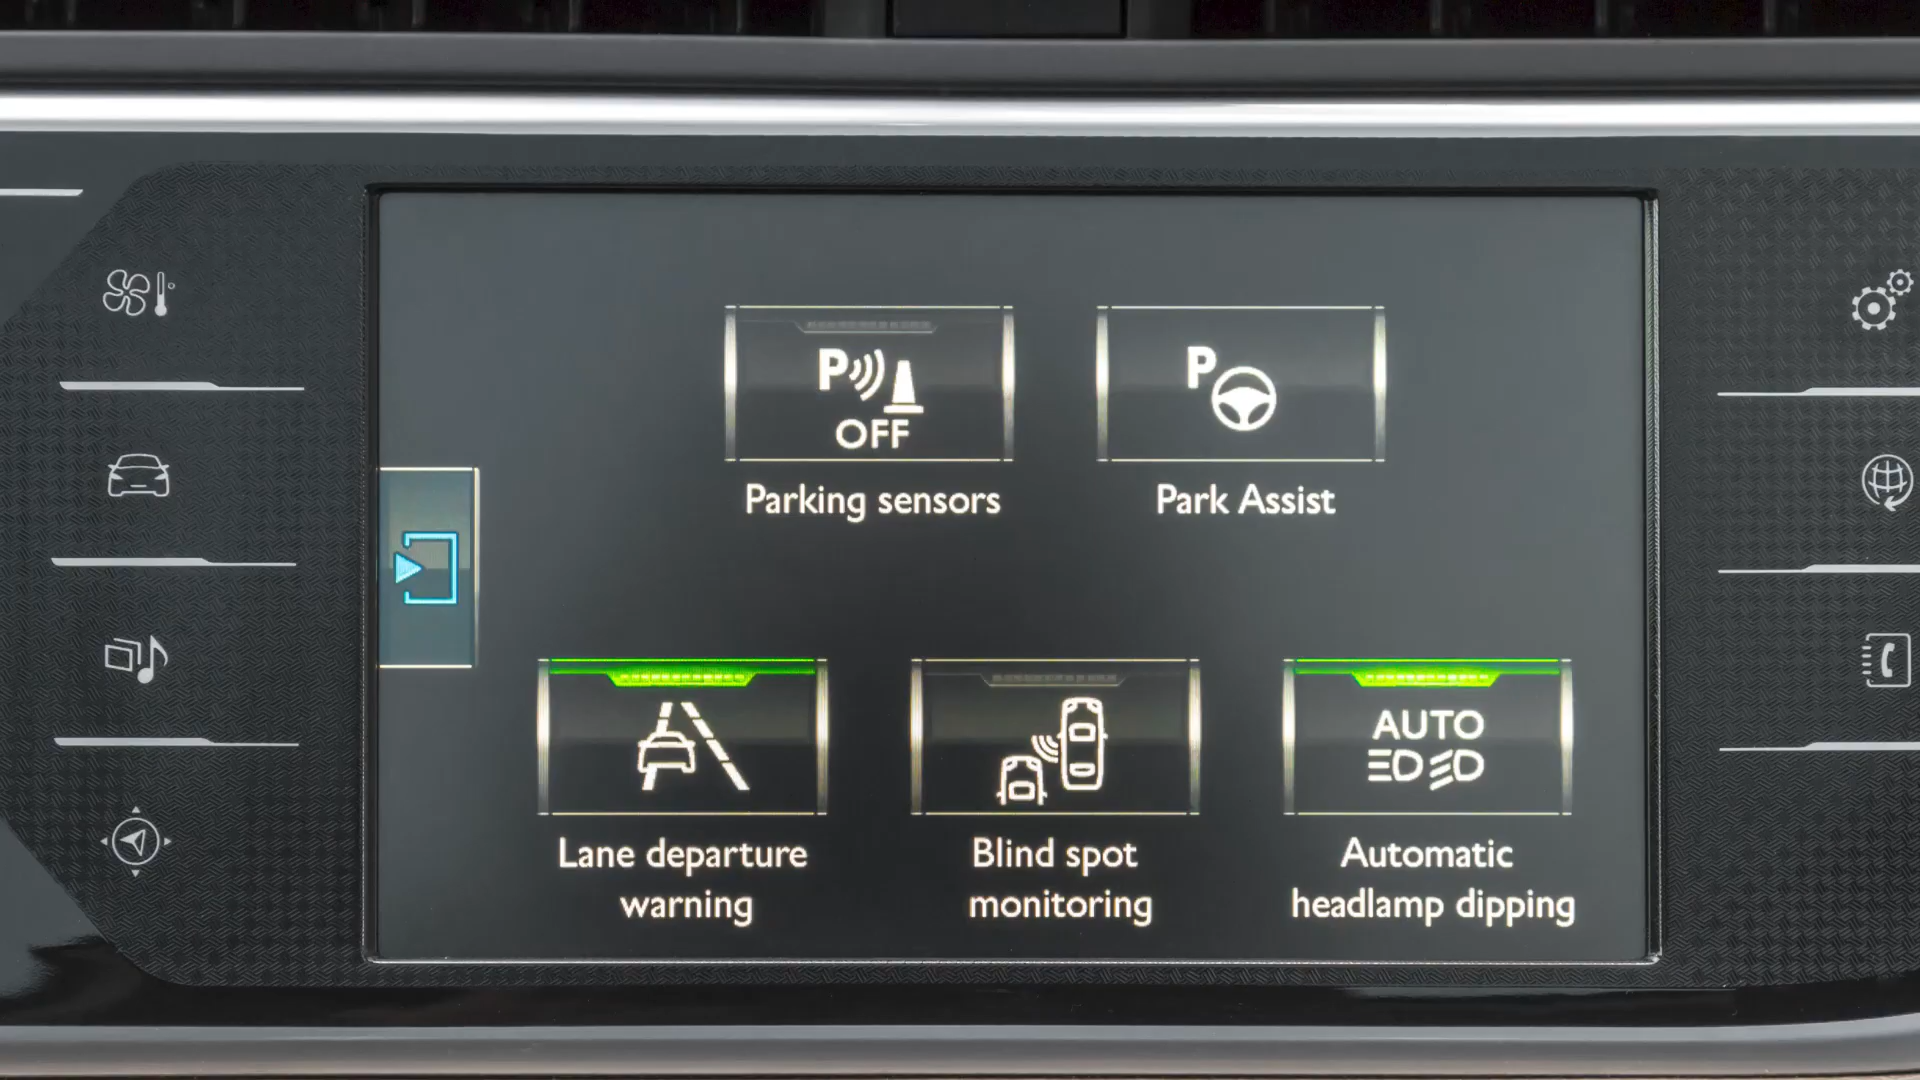 P
OFF
Parking sensors
P
Park Assist
Lane departure
warning
Blind spot
monitoring
AUTO
Automatic
headlamp dipping